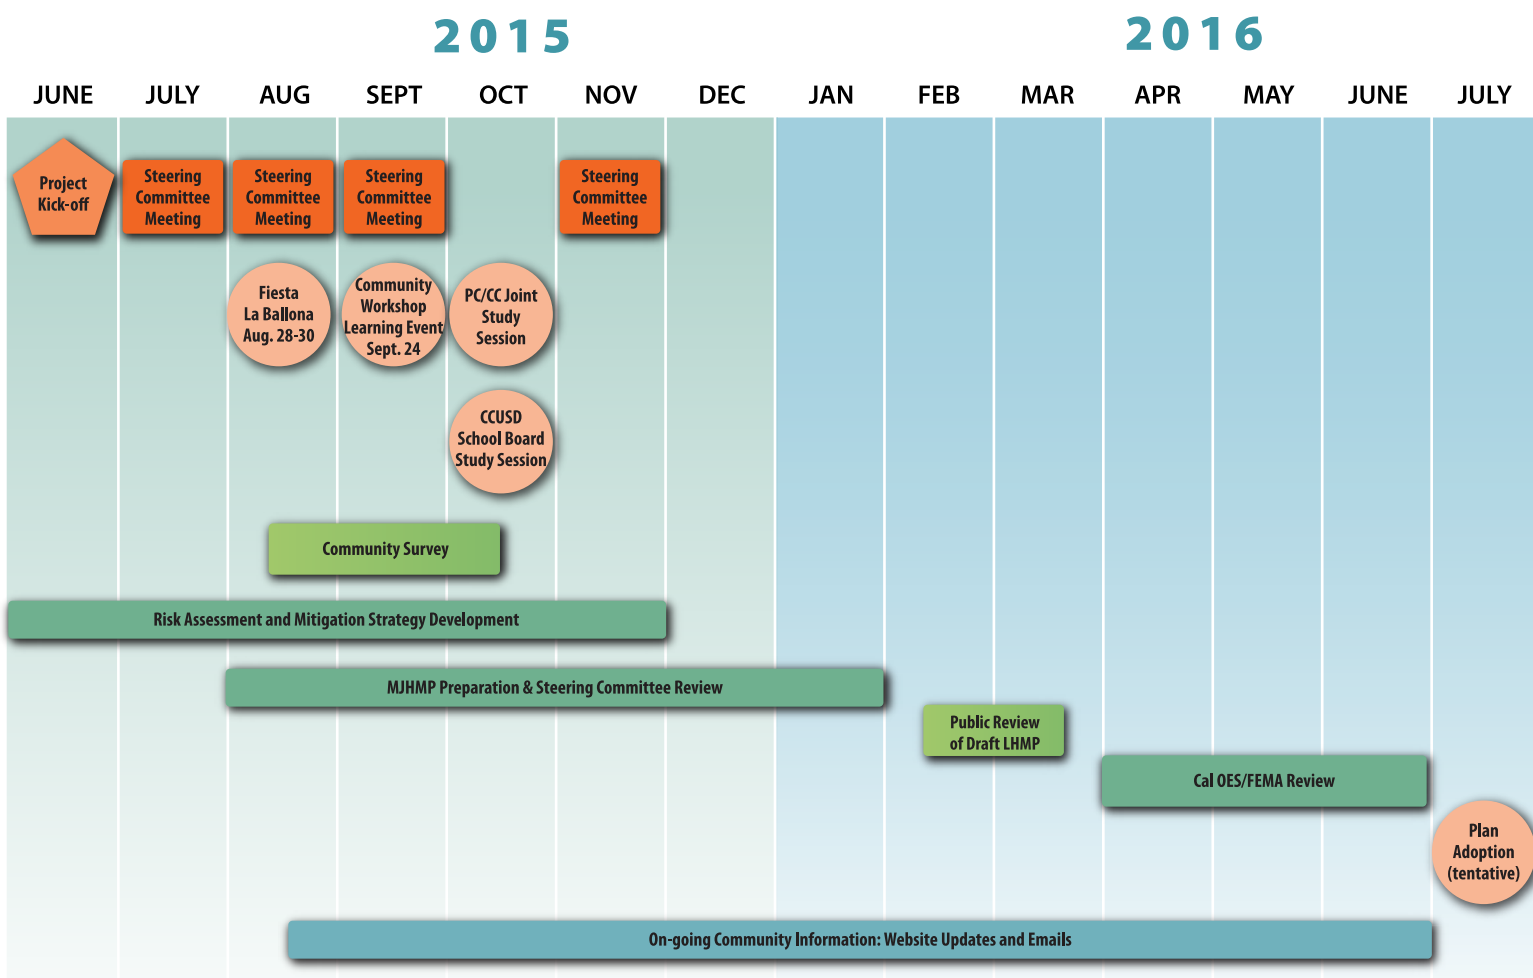 2015
2016
JUNE
JULY
AUG
SEPT
OCT
NOV
DEC
JAN
FEB
MAR
APR
MAY
JUNE
JULY
Project
Kick-off
Steering
Committee
Meeting
Steering
Committee
Meeting
Steering
Committee
Meeting
Steering
Committee
Meeting
Fiesta
La Ballona
Aug. 28-30
Community
Workshop
Learning Event
Sept. 24
PC/CC Joint
Study
Session
CCUSD
School Board
Study Session
Community Survey
Risk Assessment and Mitigation Strategy Development
MJHMP Preparation & Steering Committee Review
Public Review
of Draft LHMP
Cal OES/FEMA Review
Plan
Adoption
(tentative)
On-going Community Information: Website Updates and Emails